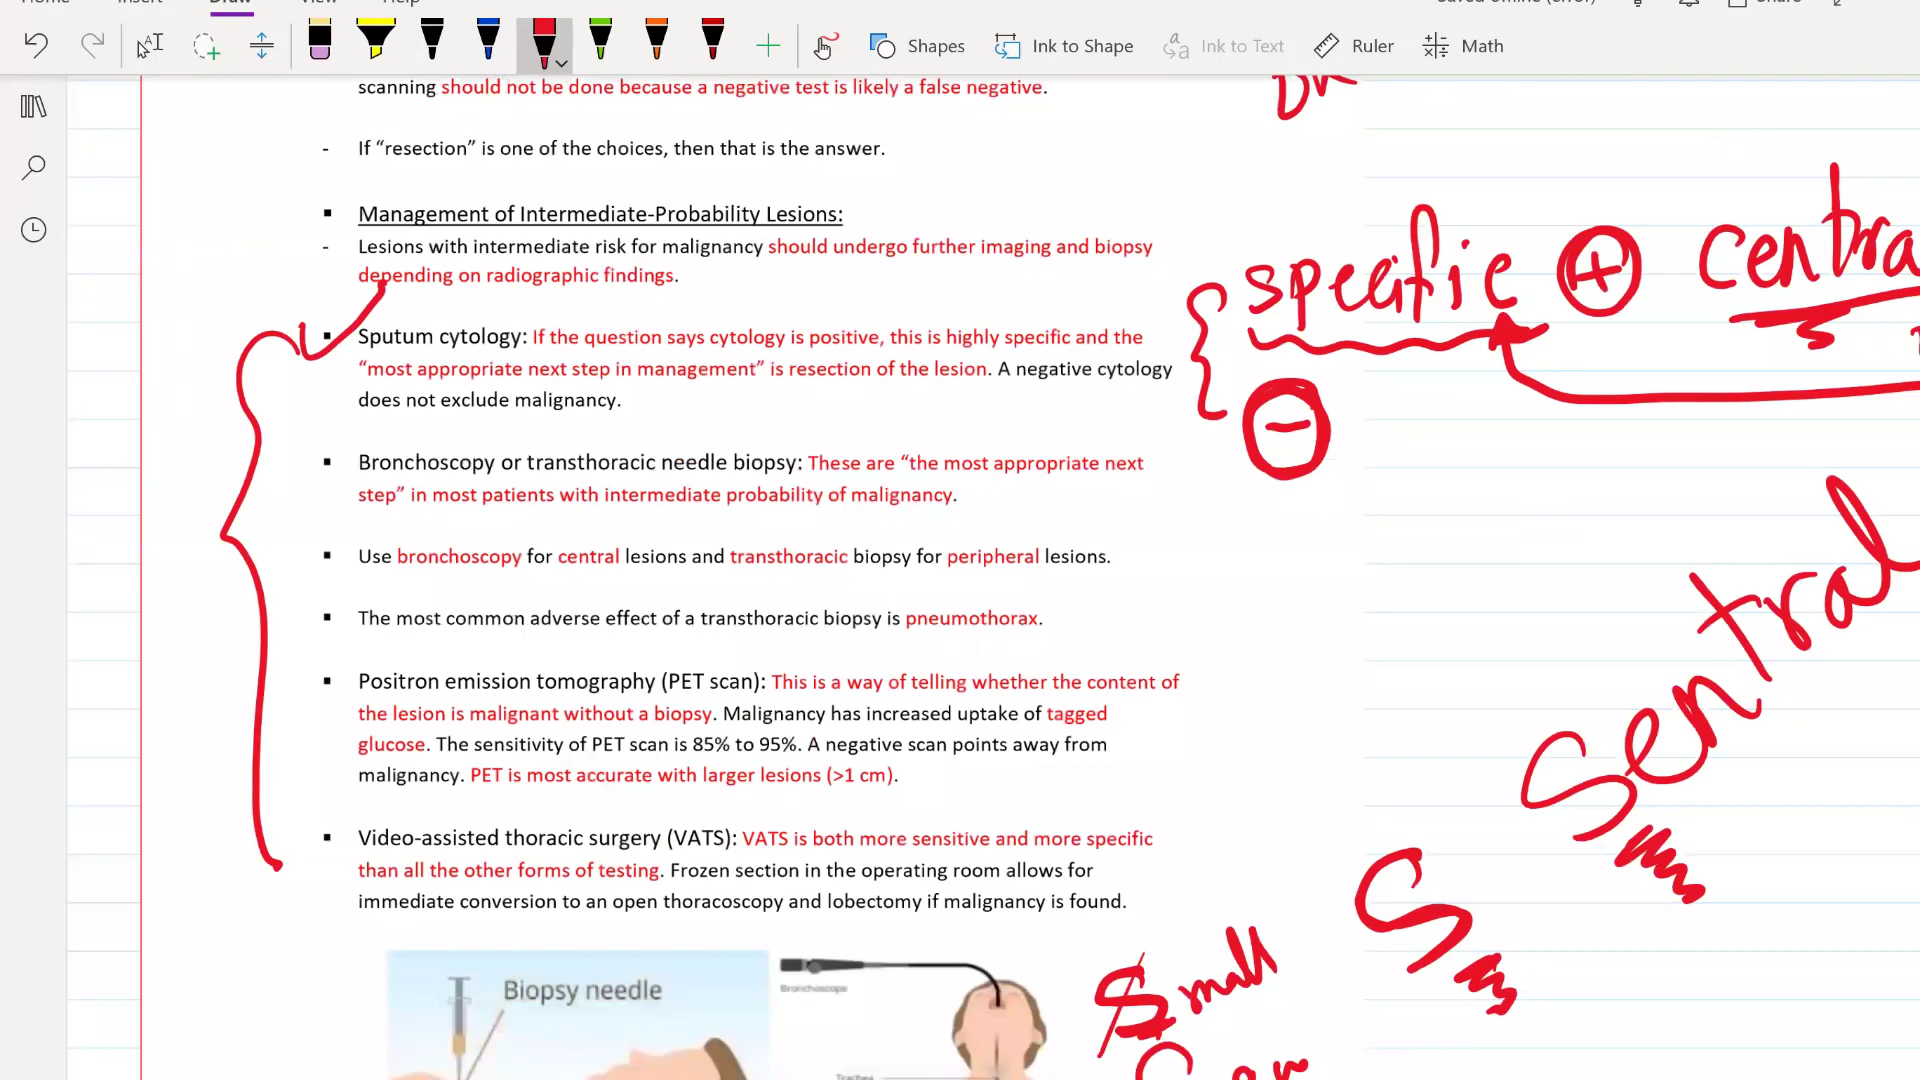 Home Insert Draw View Help Saved online (error) Share
Shapes Ink to Shape Ink to Text Ruler Math
scanning should not be done because a negative test is likely a false negative.
- If “resection” is one of the choices, then that is the answer.
▪ Management of Intermediate-Probability Lesions:
- Lesions with intermediate risk for malignancy should undergo further imaging and biopsy
depending on radiographic findings.
specific + centra
▪ Sputum cytology: If the question says cytology is positive, this is highly specific and the
“most appropriate next step in management” is resection of the lesion. A negative cytology
does not exclude malignancy.
−
▪ Bronchoscopy or transthoracic needle biopsy: These are “the most appropriate next
step” in most patients with intermediate probability of malignancy.
▪ Use bronchoscopy for central lesions and transthoracic biopsy for peripheral lesions.
▪ The most common adverse effect of a transthoracic biopsy is pneumothorax.
Sentral
▪ Positron emission tomography (PET scan): This is a way of telling whether the content of
the lesion is malignant without a biopsy. Malignancy has increased uptake of tagged
glucose. The sensitivity of PET scan is 85% to 95%. A negative scan points away from
malignancy. PET is most accurate with larger lesions (>1 cm).
▪ Video-assisted thoracic surgery (VATS): VATS is both more sensitive and more specific
than all the other forms of testing. Frozen section in the operating room allows for
immediate conversion to an open thoracoscopy and lobectomy if malignancy is found.
S
Small
Biopsy needle
Bronchoscope
Trachea